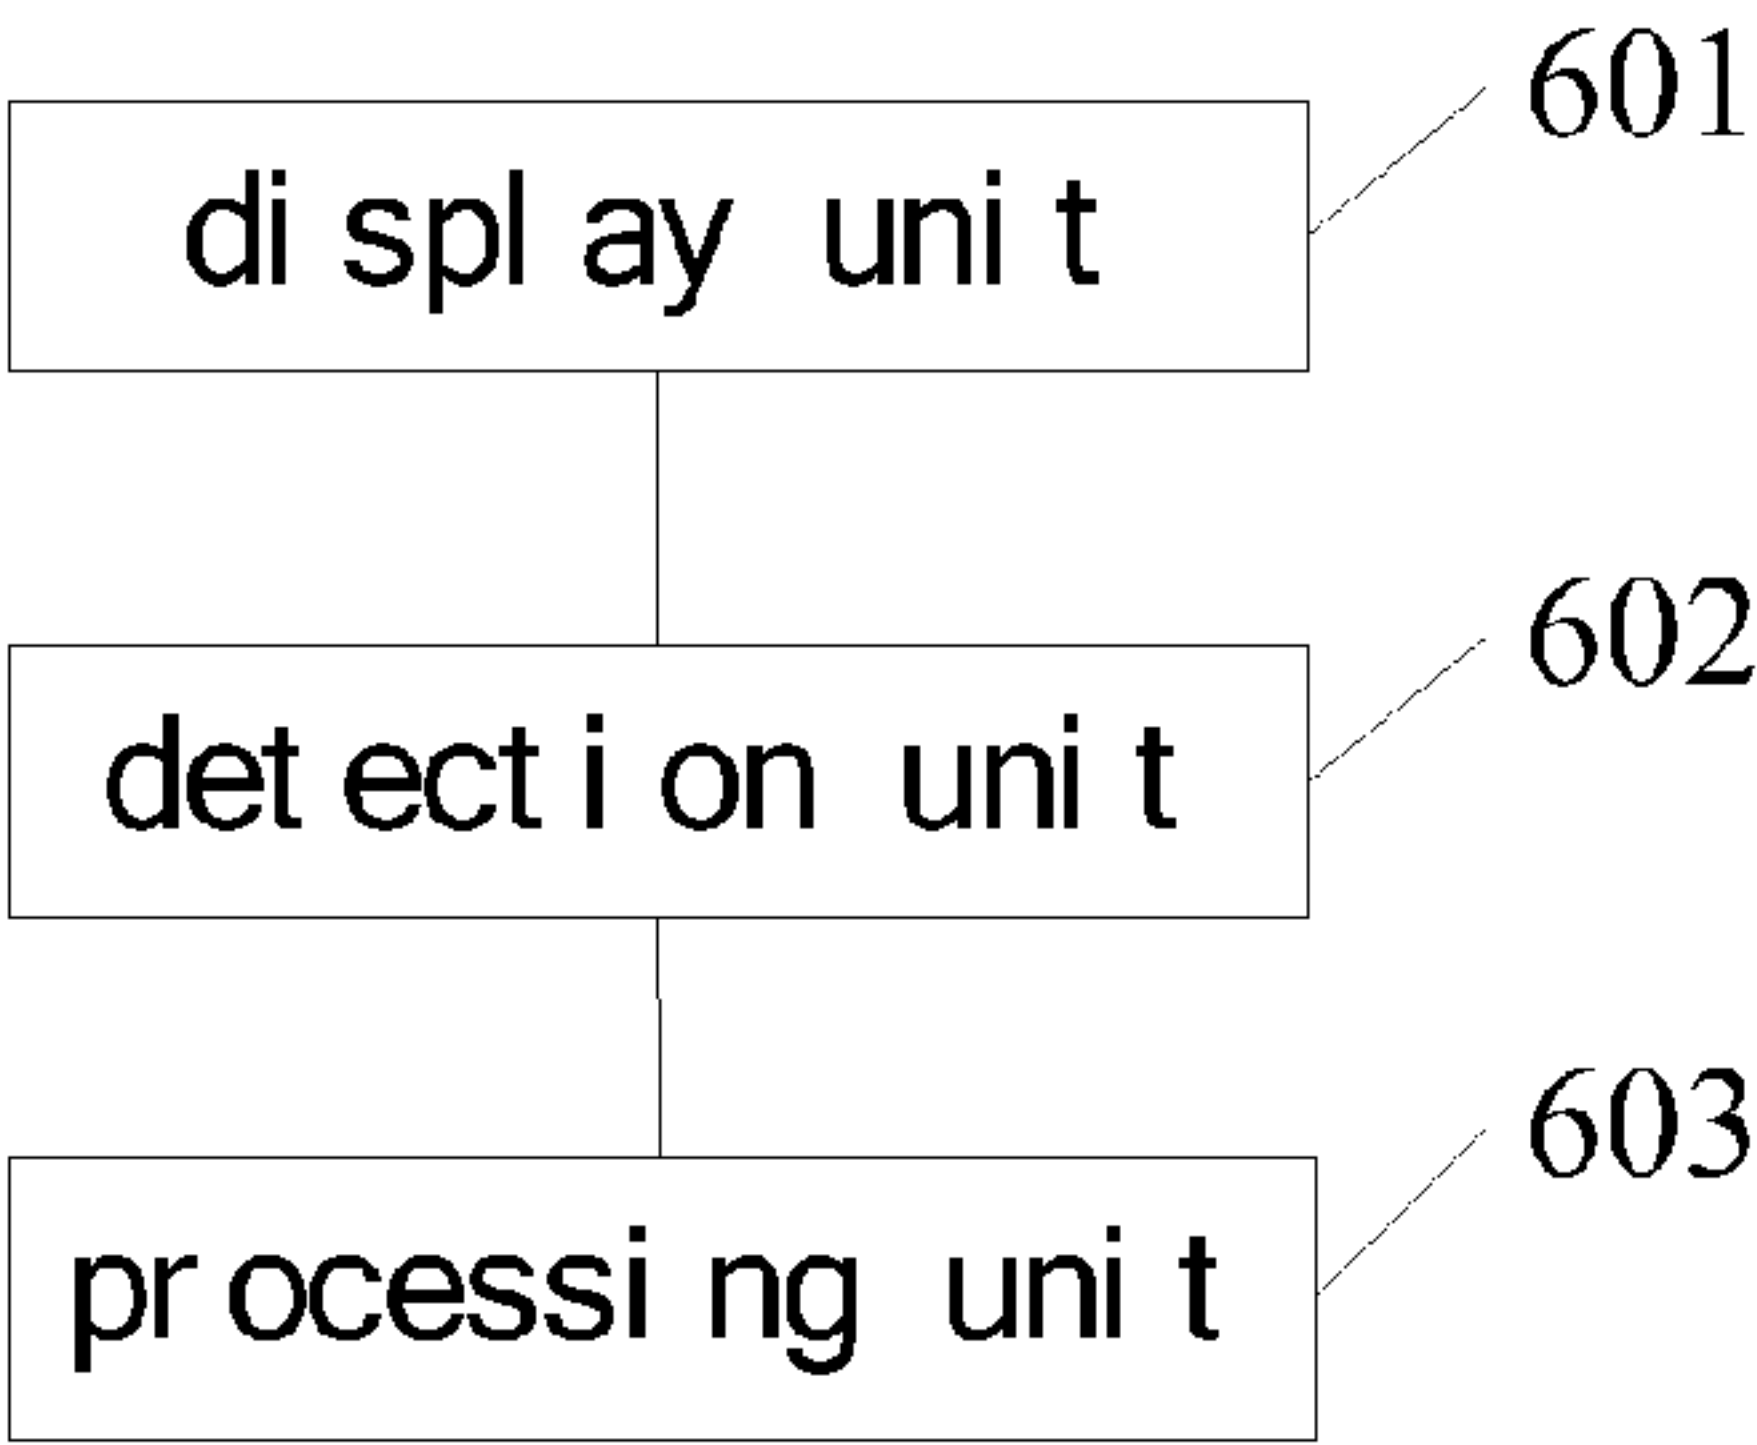 601
display unit
602
detection unit
603
processing unit